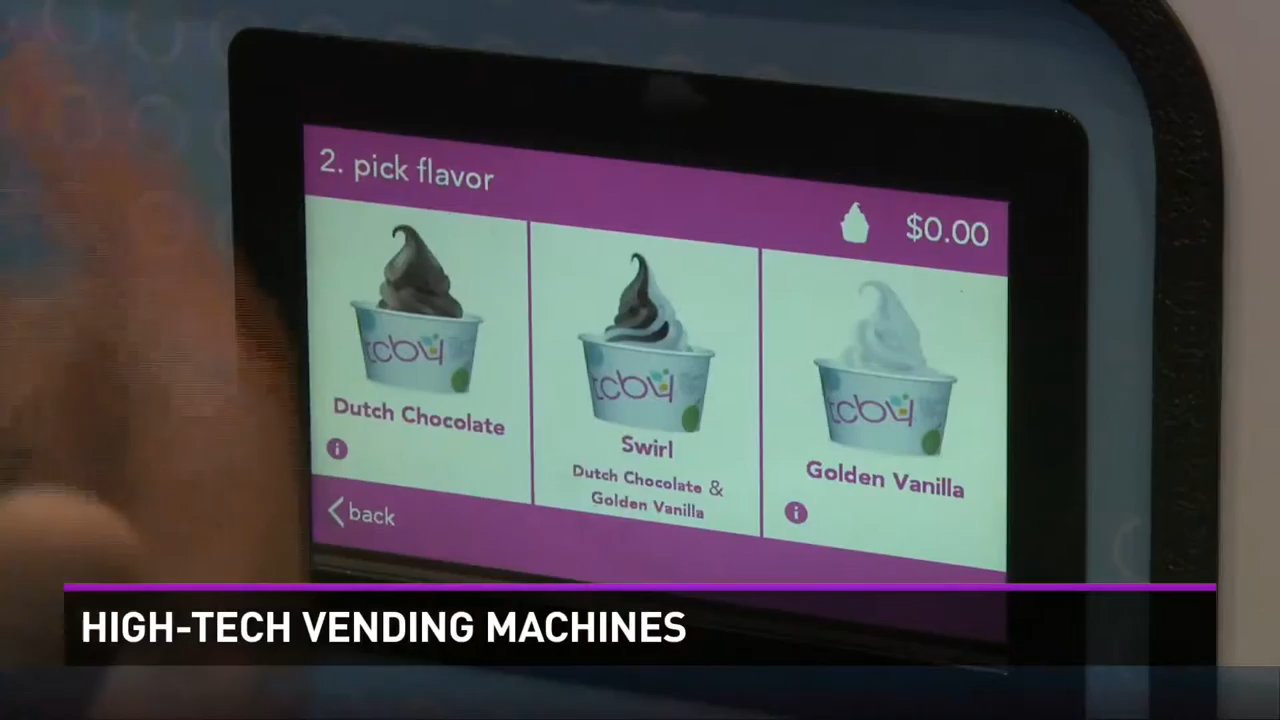 2. pick flavor
$0.00
tcby
tcby
tcby
Dutch Chocolate
i
Swirl
Dutch Chocolate &
Golden Vanilla
Golden Vanilla
i
back
HIGH-TECH VENDING MACHINES